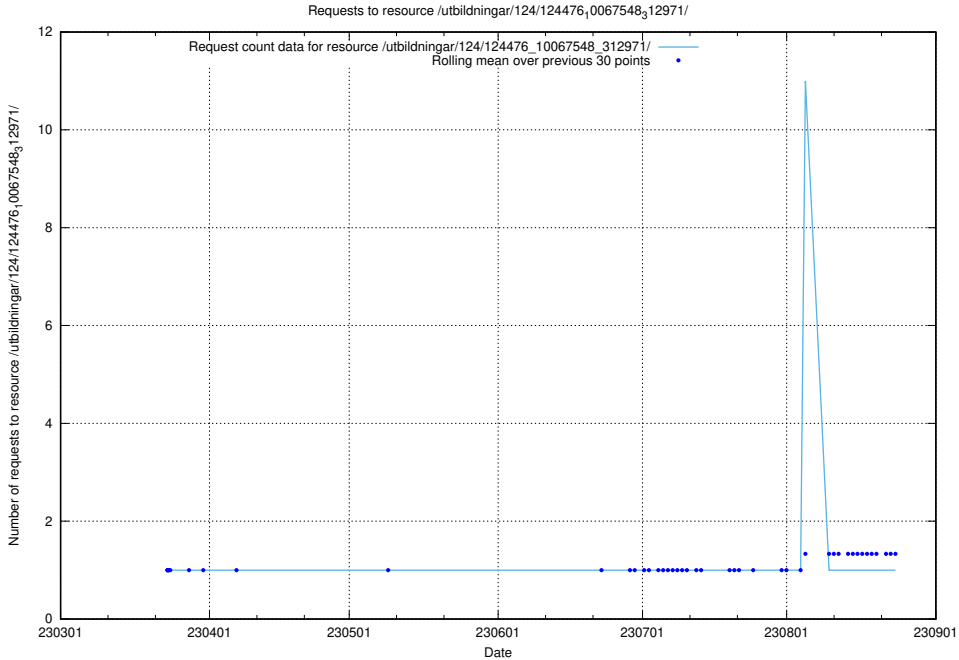 Requests to resource /utbildningar/124/124476₁0067548₃12971/
Request count data for resource /utbildningar/124/124476_10067548_312971/
Rolling mean over previous 30 points
Number of requests to resource /utbildningar/124/124476₁0067548₃12971/
12
10
8
6
4
2
0
230301 230401 230501 230601 230701 230801 230901
Date